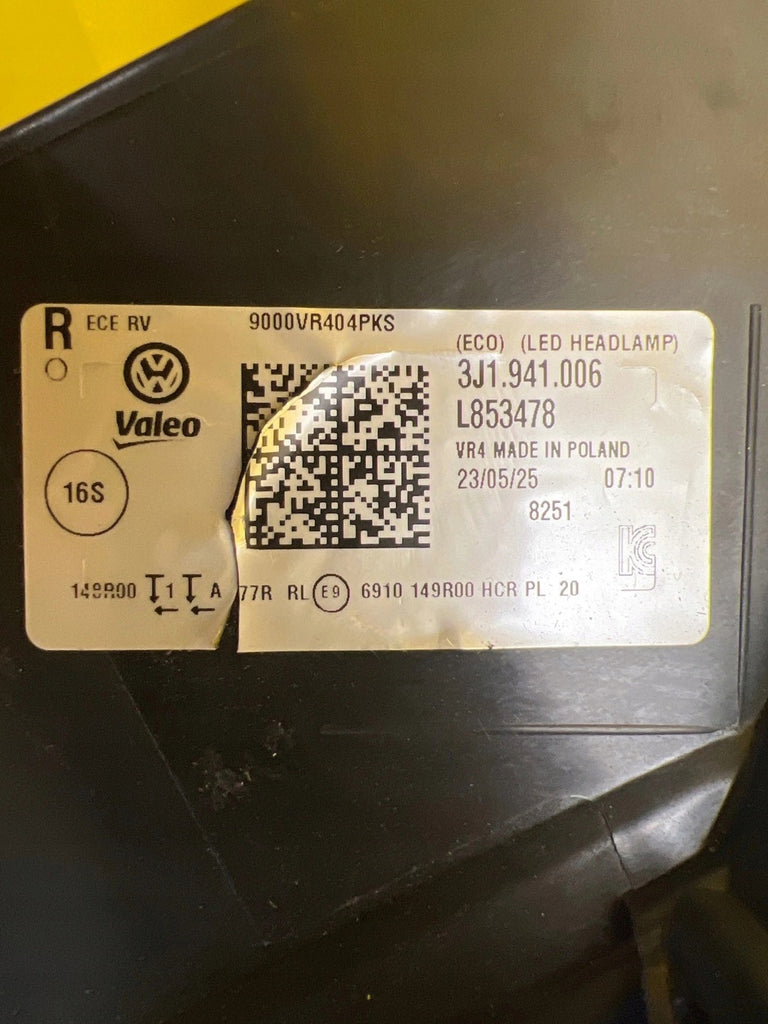 R ECE RV 9000VR404PKS
(ECO) (LED HEADLAMP)
3J1.941.006
Valeo
L853478
VR4 MADE IN POLAND
23/05/25 07:10
16S
8251
149R00 1 A 77R RL E9 6910 149R00 HCR PL 20